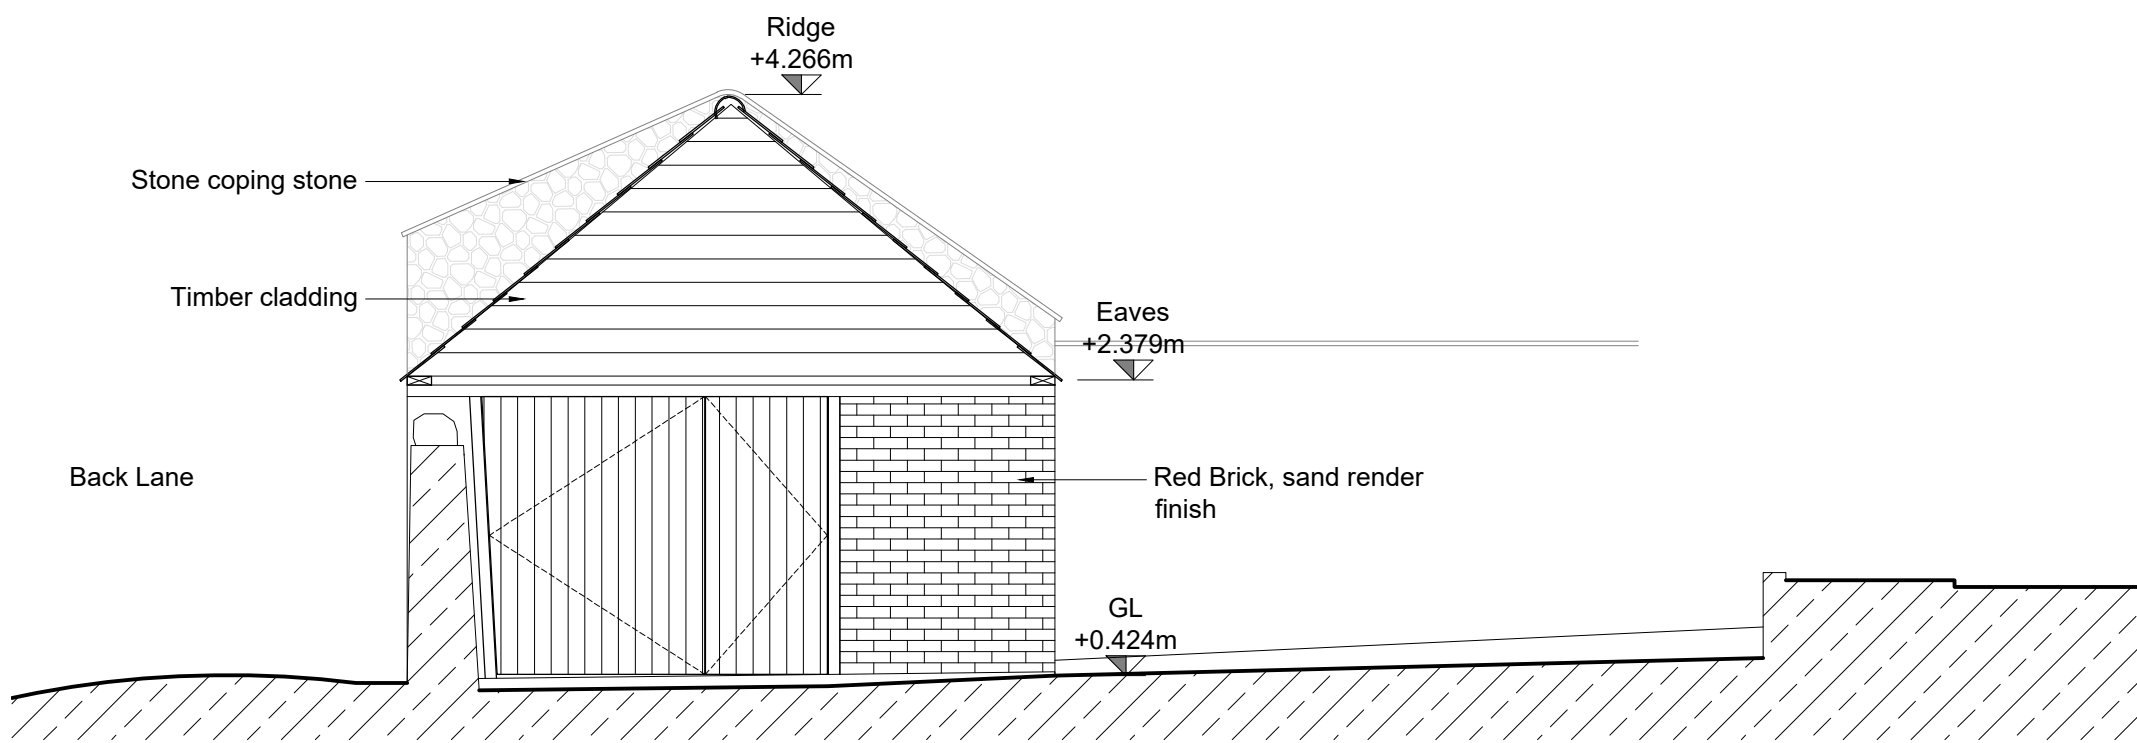 Ridge
+4.266m
Stone coping stone
Timber cladding
Eaves
+2.379m
Back Lane
Red Brick, sand render
finish
GL
+0.424m